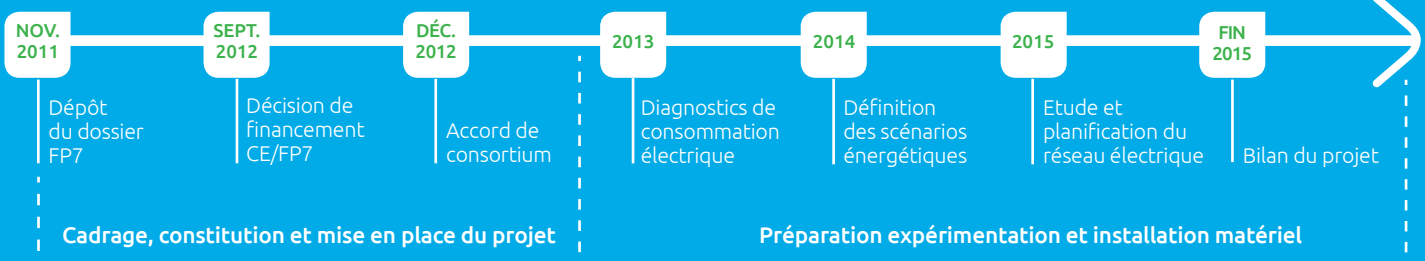 NOV.
2011
SEPT.
2012
DÉC.
2012
2013
2014
2015
FIN
2015
Dépôt
du dossier
FP7
Décision de
financement
CE/FP7
Accord de
consortium
Diagnostics de
consommation
électrique
Définition
des scénarios
énergétiques
Etude et
planification du
réseau électrique
Bilan du projet
Cadrage, constitution et mise en place du projet
Préparation expérimentation et installation matériel